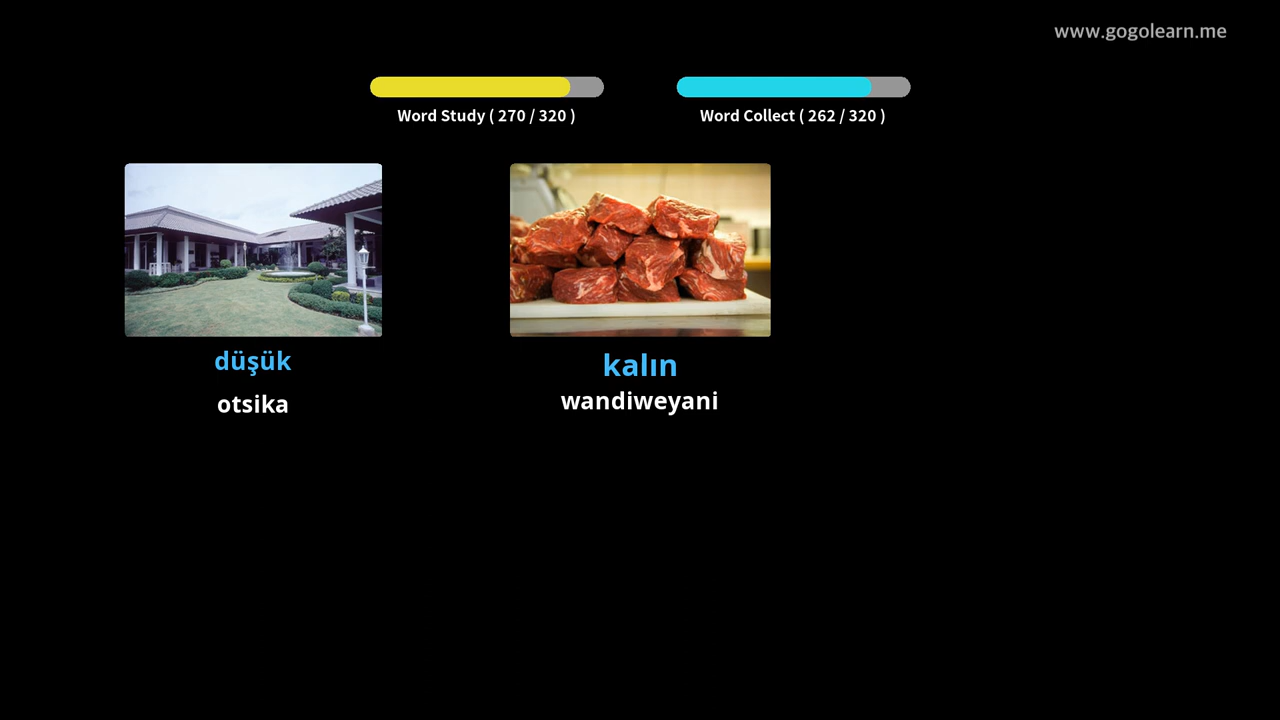 www.gogolearn.me
Word Study ( 270 / 320 )
Word Collect ( 262 / 320 )
düşük
otsika
kalın
wandiweyani